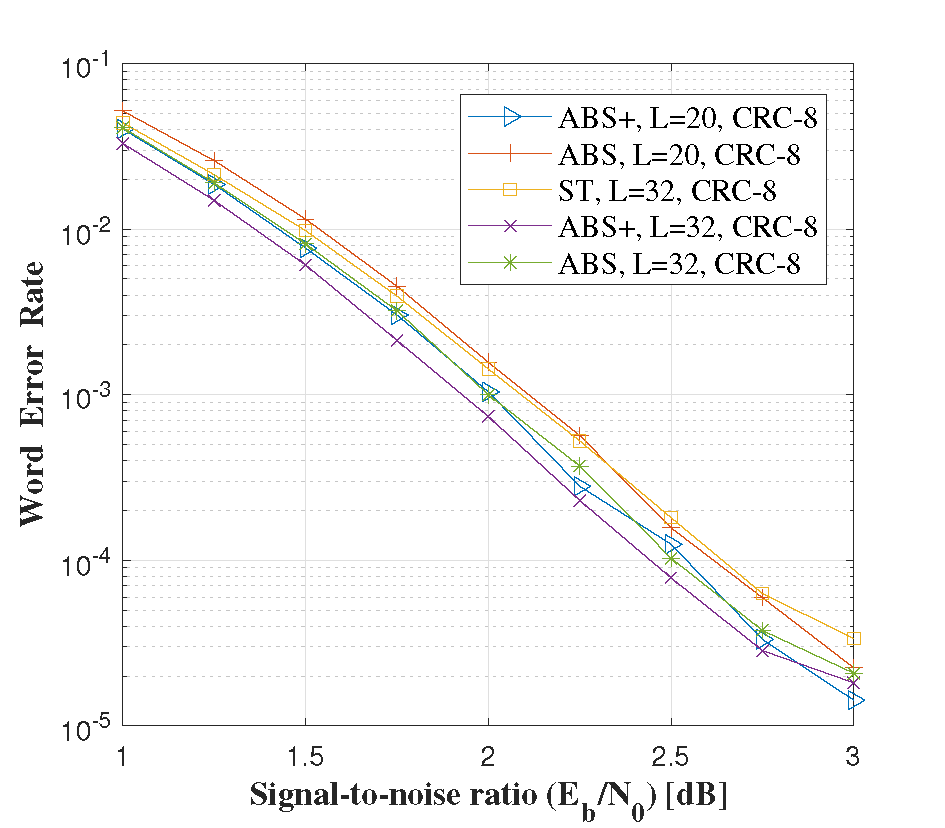 10^-1
10^-2
10^-3
10^-4
10^-5
Word Error Rate
ABS+, L=20, CRC-8
ABS, L=20, CRC-8
ST, L=32, CRC-8
ABS+, L=32, CRC-8
ABS, L=32, CRC-8
1 1.5 2 2.5 3
Signal-to-noise ratio (E_b/N_0) [dB]